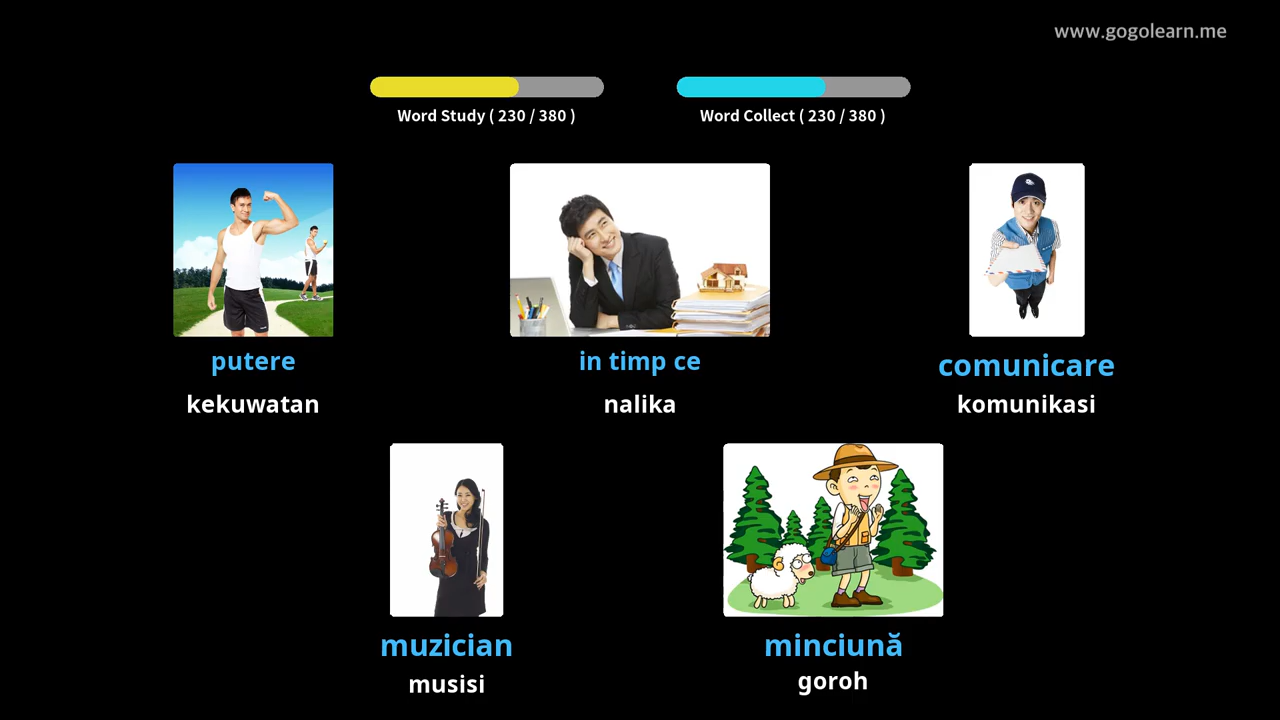 www.gogolearn.me
Word Study ( 230 / 380 )
Word Collect ( 230 / 380 )
putere
in timp ce
comunicare
kekuwatan
nalika
komunikasi
muzician
minciună
musisi
goroh